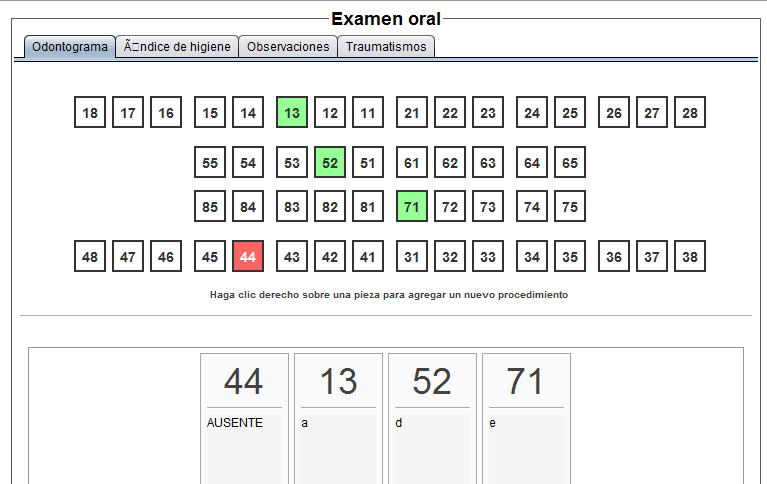 Examen oral
Odontograma Ã□ndice de higiene Observaciones Traumatismos
18 17 16 15 14 13 12 11 21 22 23 24 25 26 27 28
55 54 53 52 51 61 62 63 64 65
85 84 83 82 81 71 72 73 74 75
48 47 46 45 44 43 42 41 31 32 33 34 35 36 37 38
Haga clic derecho sobre una pieza para agregar un nuevo procedimiento
44 13 52 71
AUSENTE a d e